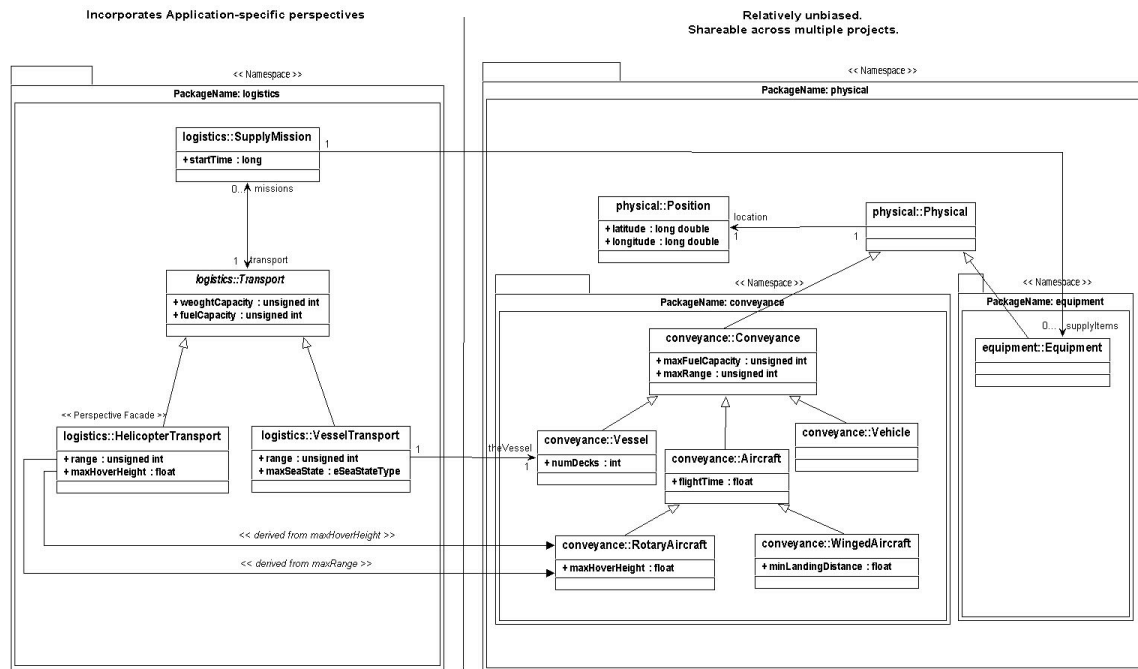 Incorporates Application-specific perspectives
Relatively unbiased.
Shareable across multiple projects.
<< Namespace >>
PackageName: logistics
logistics::SupplyMission
+ startTime : long
1
0... missions
1 transport
logistics::Transport
+ weoghtCapacity : unsigned int
+ fuelCapacity : unsigned int
<< Perspective Facade >>
logistics::HelicopterTransport
+ range : unsigned int
+ maxHoverHeight : float
logistics::VesselTransport
+ range : unsigned int
+ maxSeaState : eSeaStateType
1
<< derived from maxHoverHeight >>
<< derived from maxRange >>
<< Namespace >>
PackageName: physical
physical::Position
+ latitude : long double
+ longitude : long double
location
1
1
physical::Physical
<< Namespace >>
PackageName: conveyance
conveyance::Conveyance
+ maxFuelCapacity : unsigned int
+ maxRange : unsigned int
theVessel
1
conveyance::Vessel
+ numDecks : int
conveyance::Aircraft
+ flightTime : float
conveyance::Vehicle
conveyance::RotaryAircraft
+ maxHoverHeight : float
conveyance::WingedAircraft
+ minLandingDistance : float
<< Namespace >>
PackageName: equipment
0... supplyItems
equipment::Equipment